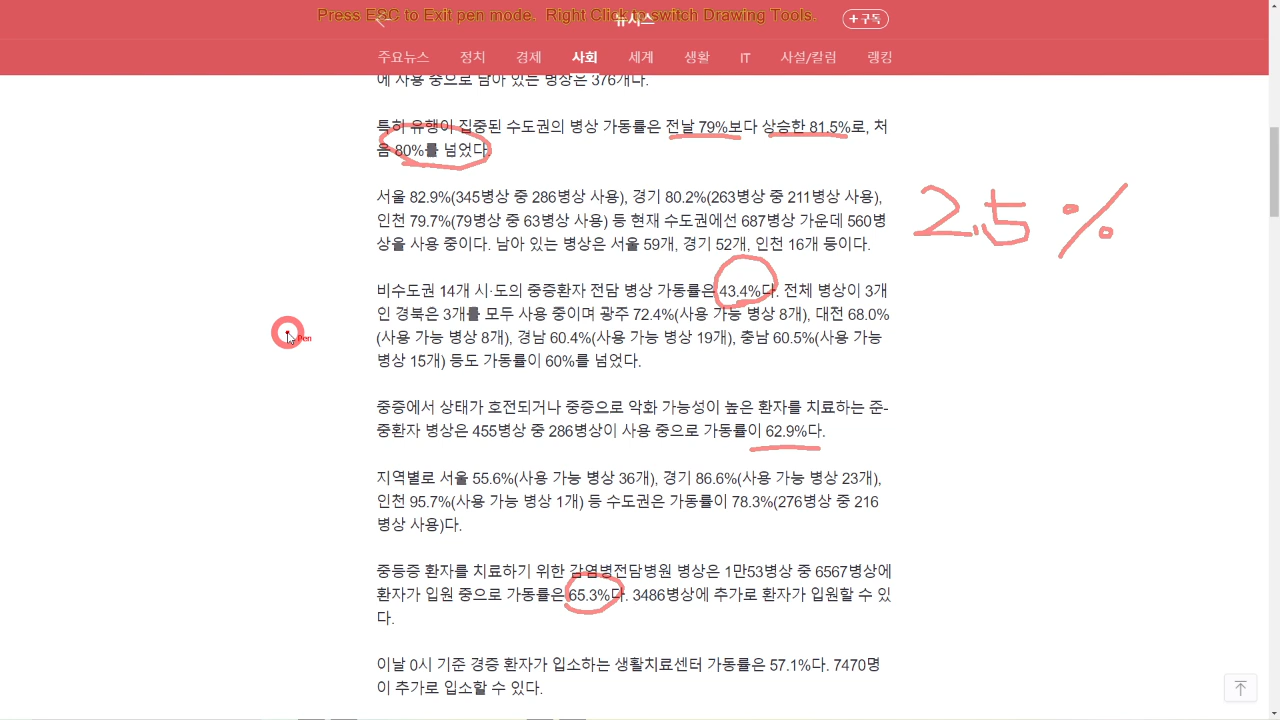 Press ESC to Exit pen mode. Right Click to switch Drawing Tools.
뉴시스
+ 구독
주요뉴스 정치 경제 사회 세계 생활 IT 사설/칼럼 랭킹
에 사용 중으로 남아 있는 병상은 376개다.
특히 유행이 집중된 수도권의 병상 가동률은 전날 79%보다 상승한 81.5%로, 처
음 80%를 넘었다.
서울 82.9%(345병상 중 286병상 사용), 경기 80.2%(263병상 중 211병상 사용),
인천 79.7%(79병상 중 63병상 사용) 등 현재 수도권에선 687병상 가운데 560병
상을 사용 중이다. 남아 있는 병상은 서울 59개, 경기 52개, 인천 16개 등이다.
2.5%
비수도권 14개 시·도의 중증환자 전담 병상 가동률은 43.4%다. 전체 병상이 3개
인 경북은 3개를 모두 사용 중이며 광주 72.4%(사용 가능 병상 8개), 대전 68.0%
(사용 가능 병상 8개), 경남 60.4%(사용 가능 병상 19개), 충남 60.5%(사용 가능
병상 15개) 등도 가동률이 60%를 넘었다.
Pen
중증에서 상태가 호전되거나 중증으로 악화 가능성이 높은 환자를 치료하는 준-
중환자 병상은 455병상 중 286병상이 사용 중으로 가동률이 62.9%다.
지역별로 서울 55.6%(사용 가능 병상 36개), 경기 86.6%(사용 가능 병상 23개),
인천 95.7%(사용 가능 병상 1개) 등 수도권은 가동률이 78.3%(276병상 중 216
병상 사용)다.
중등증 환자를 치료하기 위한 감염병전담병원 병상은 1만53병상 중 6567병상에
환자가 입원 중으로 가동률은 65.3%다. 3486병상에 추가로 환자가 입원할 수 있
다.
이날 0시 기준 경증 환자가 입소하는 생활치료센터 가동률은 57.1%다. 7470명
이 추가로 입소할 수 있다.